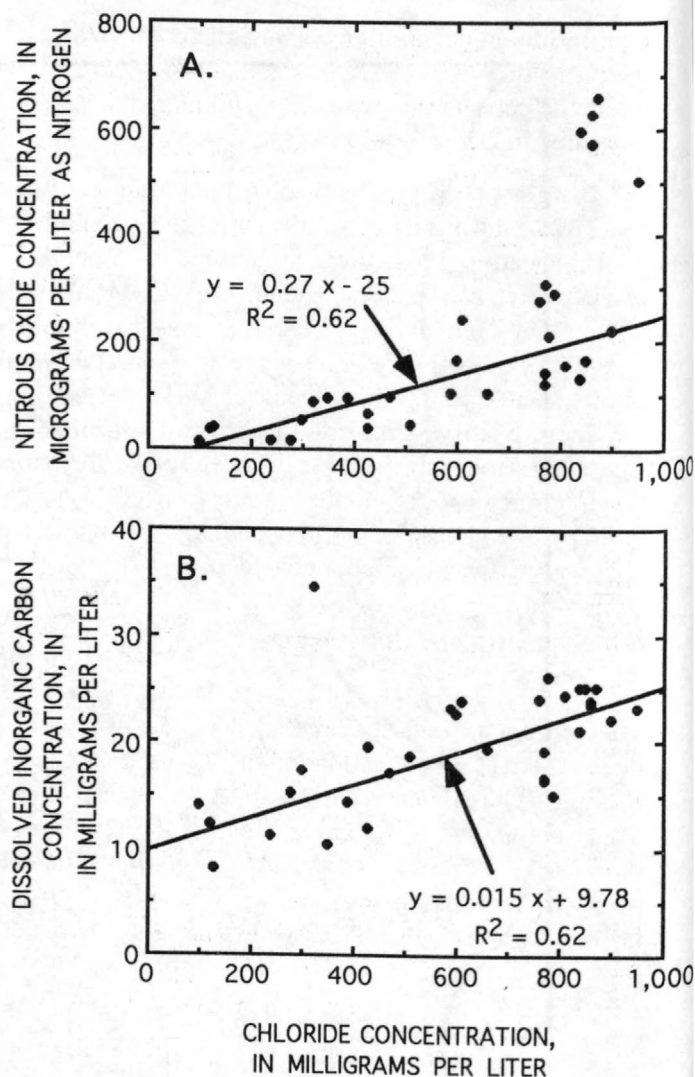 NITROUS OXIDE CONCENTRATION, IN
MICROGRAMS PER LITER AS NITROGEN
800
600
400
200
0
A.
y = 0.27 x - 25
R2 = 0.62
0
200
400
600
800
1,000
DISSOLVED INORGANC CARBON
CONCENTRATION, IN
IN MILLIGRAMS PER LITER
40
30
20
10
0
B.
y = 0.015 x + 9.78
R2 = 0.62
0
200
400
600
800
1,000
CHLORIDE CONCENTRATION,
IN MILLIGRAMS PER LITER